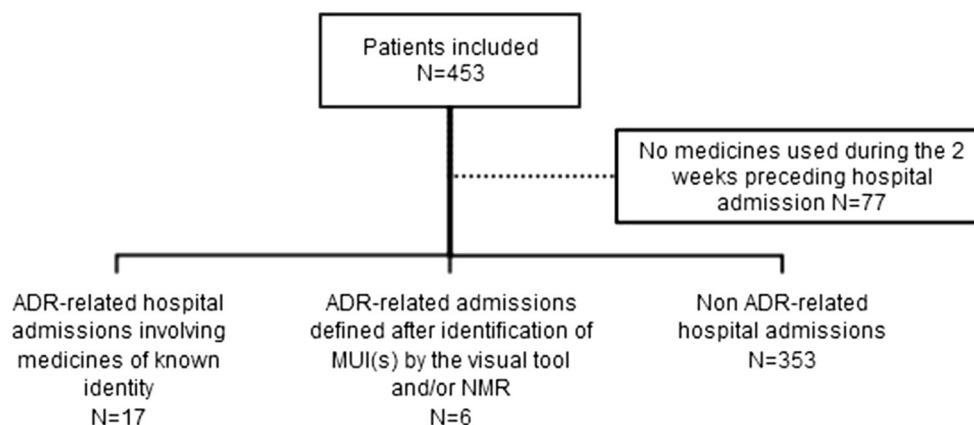 Patients included
N=453
No medicines used during the 2
weeks preceding hospital
admission N=77
ADR-related hospital
admissions involving
medicines of known
identity
N=17
ADR-related admissions
defined after identification of
MUI(s) by the visual tool
and/or NMR
N=6
Non ADR-related
hospital admissions
N=353